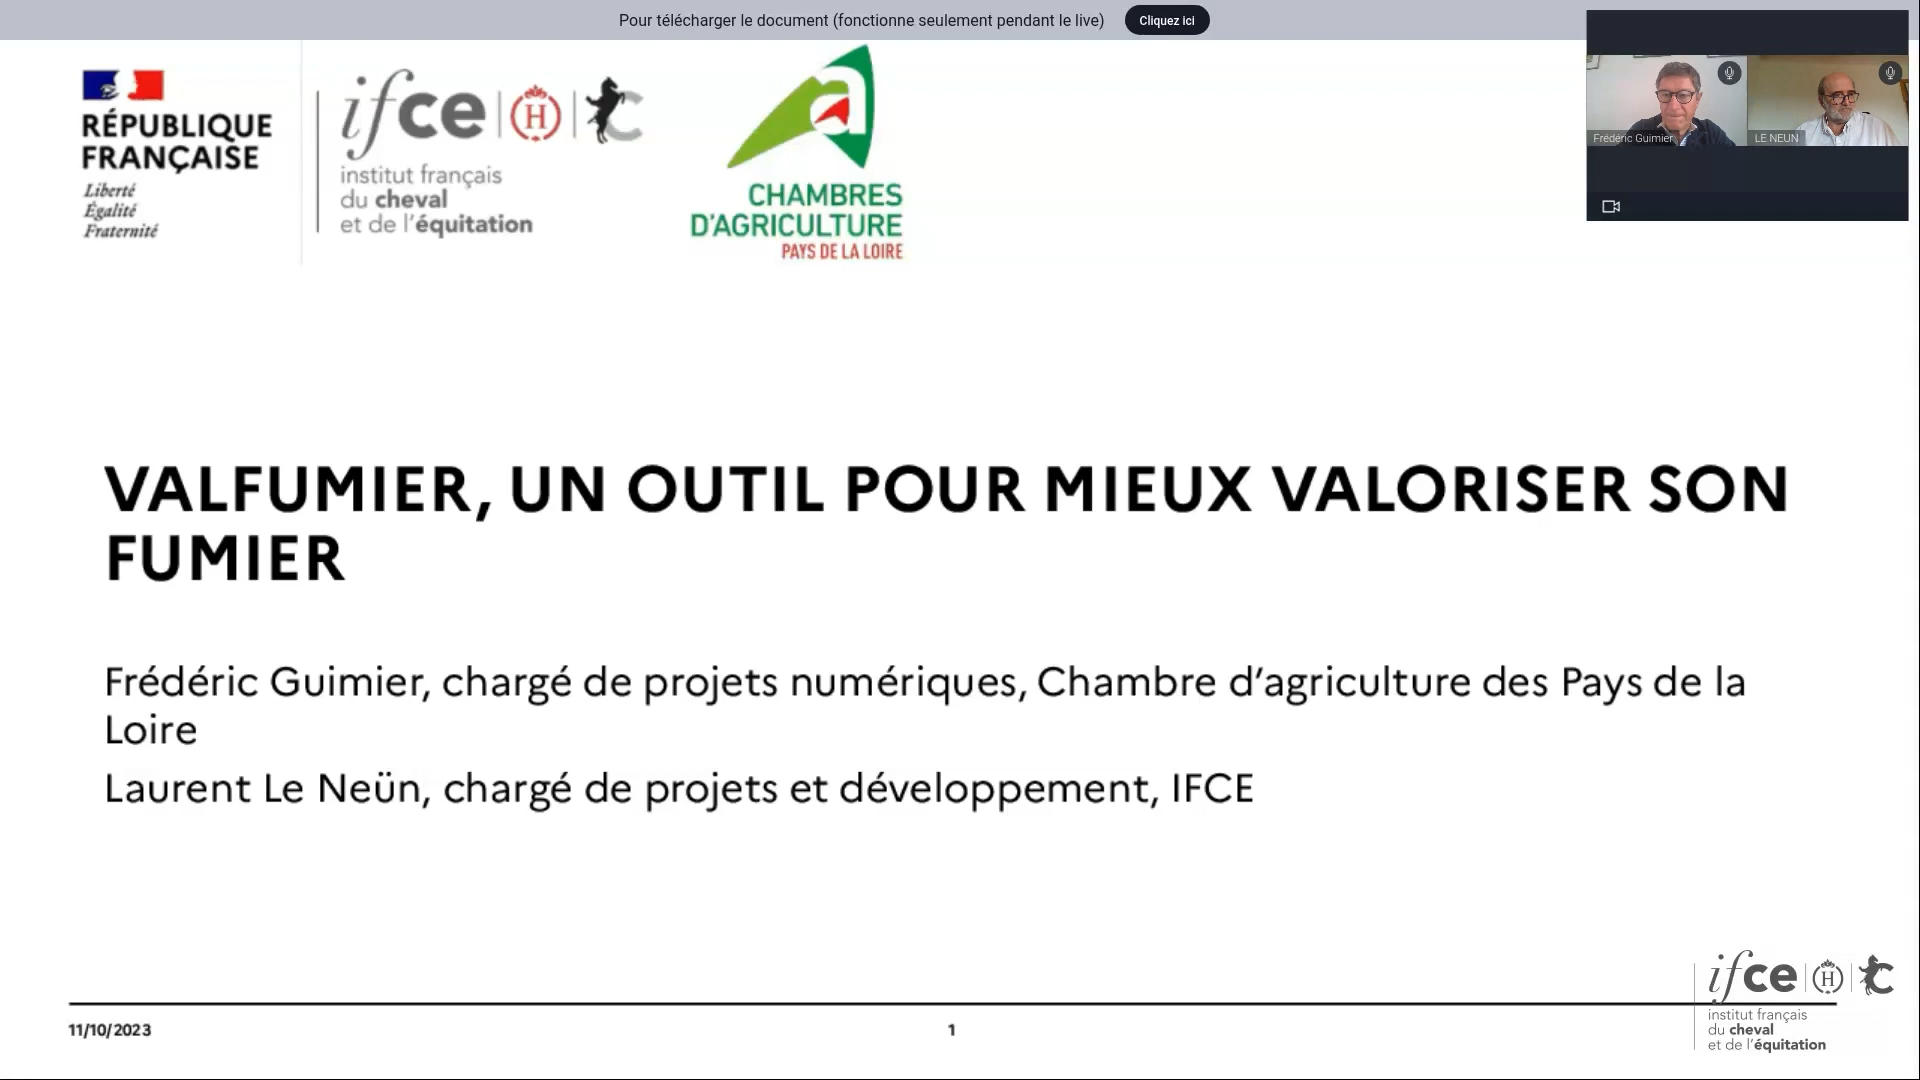 Pour télécharger le document (fonctionne seulement pendant le live)
Cliquez ici
RÉPUBLIQUE
FRANÇAISE
Liberté
Égalité
Fraternité
ifce
H
institut français
du cheval
et de l'équitation
CHAMBRES
D'AGRICULTURE
PAYS DE LA LOIRE
Frédéric Guimier
LE NEUN
VALFUMIER, UN OUTIL POUR MIEUX VALORISER SON
FUMIER
Frédéric Guimier, chargé de projets numériques, Chambre d’agriculture des Pays de la
Loire
Laurent Le Neün, chargé de projets et développement, IFCE
11/10/2023
1
ifce
H
institut français
du cheval
et de l'équitation